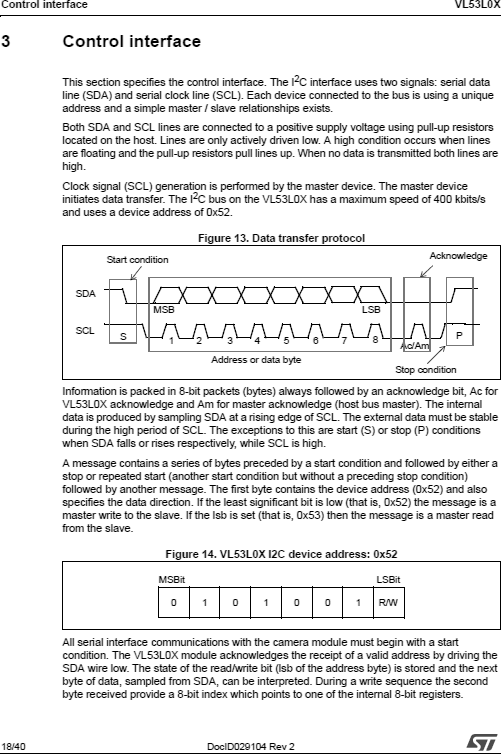 Control interface VL53L0X
3 Control interface
This section specifies the control interface. The I2C interface uses two signals: serial data
line (SDA) and serial clock line (SCL). Each device connected to the bus is using a unique
address and a simple master / slave relationships exists.
Both SDA and SCL lines are connected to a positive supply voltage using pull-up resistors
located on the host. Lines are only actively driven low. A high condition occurs when lines
are floating and the pull-up resistors pull lines up. When no data is transmitted both lines are
high.
Clock signal (SCL) generation is performed by the master device. The master device
initiates data transfer. The I2C bus on the VL53L0X has a maximum speed of 400 kbits/s
and uses a device address of 0x52.
Figure 13. Data transfer protocol
Start condition Acknowledge
SDA
MSB LSB
SCL
S 1 2 3 4 5 6 7 8 Ac/Am P
Address or data byte
Stop condition
Information is packed in 8-bit packets (bytes) always followed by an acknowledge bit, Ac for
VL53L0X acknowledge and Am for master acknowledge (host bus master). The internal
data is produced by sampling SDA at a rising edge of SCL. The external data must be stable
during the high period of SCL. The exceptions to this are start (S) or stop (P) conditions
when SDA falls or rises respectively, while SCL is high.
A message contains a series of bytes preceded by a start condition and followed by either a
stop or repeated start (another start condition but without a preceding stop condition)
followed by another message. The first byte contains the device address (0x52) and also
specifies the data direction. If the least significant bit is low (that is, 0x52) the message is a
master write to the slave. If the lsb is set (that is, 0x53) then the message is a master read
from the slave.
Figure 14. VL53L0X I2C device address: 0x52
MSBit LSBit
0 1 0 1 0 0 1 R/W
All serial interface communications with the camera module must begin with a start
condition. The VL53L0X module acknowledges the receipt of a valid address by driving the
SDA wire low. The state of the read/write bit (lsb of the address byte) is stored and the next
byte of data, sampled from SDA, can be interpreted. During a write sequence the second
byte received provide a 8-bit index which points to one of the internal 8-bit registers.
18/40 DocID029104 Rev 2 ST